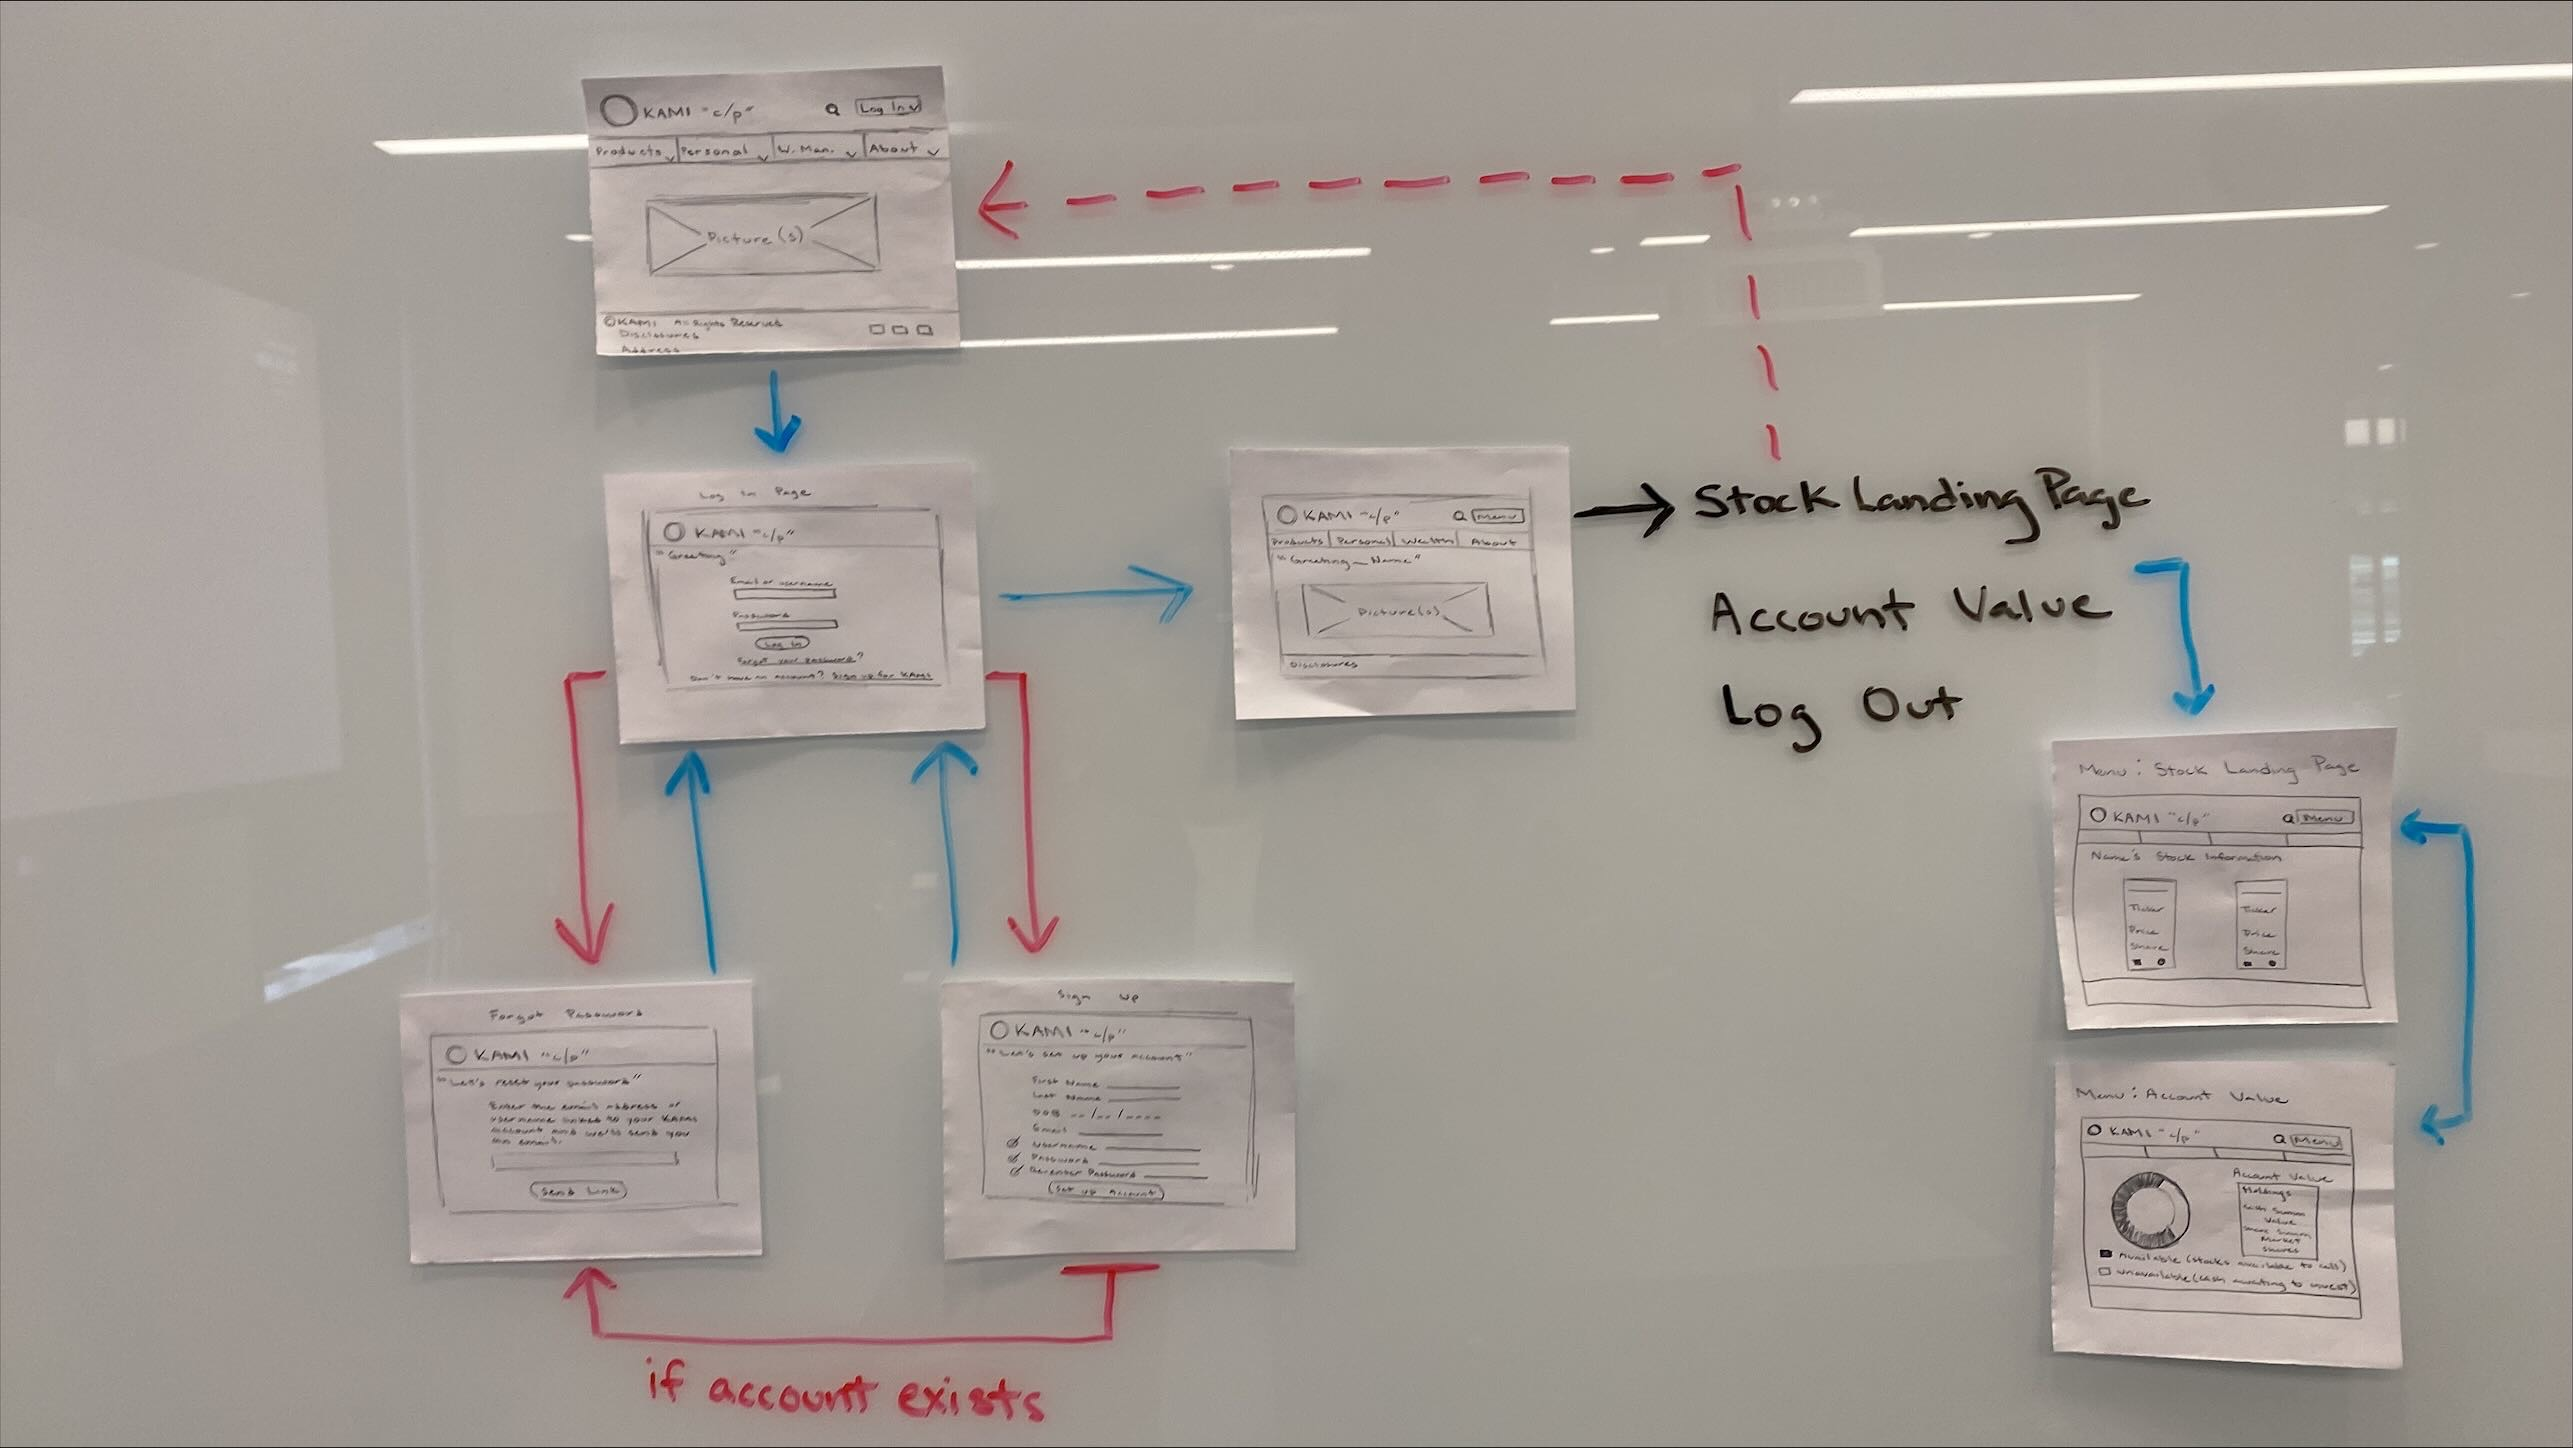 KAMI "c/p"
Log In
Products
Personal
W. Man.
About
Picture(s)
©KAMI All Rights Reserved
Disclosures
Address
Log In Page
KAMI "c/p"
"Greeting"
Email or username
Password
Log In
Forgot your password?
Don't have an account? Sign up for KAMI
KAMI "c/p"
Menu
Products
Personal
Wealth
About
"Greeting_Name"
Picture(s)
Disclosures
Stock Landing Page
Account Value
Log Out
Forgot Password
KAMI "c/p"
"Let's reset your password"
Enter the email address or
username linked to your KAMI
account and we'll send you
an email.
Send Link
Sign Up
KAMI "c/p"
"Let's set up your account"
First Name
Last Name
DOB --/--/----
Email
Username
Password
Password
Set up Account
if account exists
Menu: Stock Landing Page
KAMI "c/p"
Menu
Name's Stock Information
Ticker
Price
Share
Ticker
Price
Share
Menu: Account Value
KAMI "c/p"
Menu
Account Value
Holdings
Cash
Value
Market
Shares
Available (stocks available to sell)
Unavailable (cash awaiting to invest)